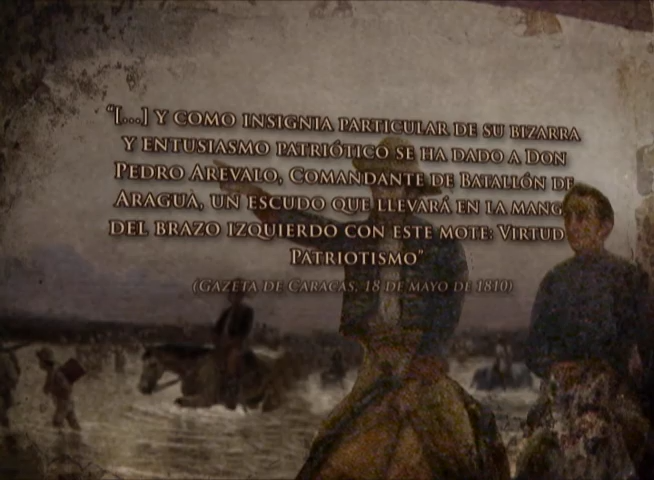 “[...] Y COMO INSIGNIA PARTICULAR DE SU BIZARRA
Y ENTUSIASMO PATRIÓTICO SE HA DADO A DON
PEDRO AREVALO, COMANDANTE DE BATALLÓN DE
ARAGUA, UN ESCUDO QUE LLEVARÁ EN LA MANG
DEL BRAZO IZQUIERDO CON ESTE MOTE: VIRTUD
PATRIOTISMO”
(GAZETA DE CARACAS, 18 DE MAYO DE 1810)